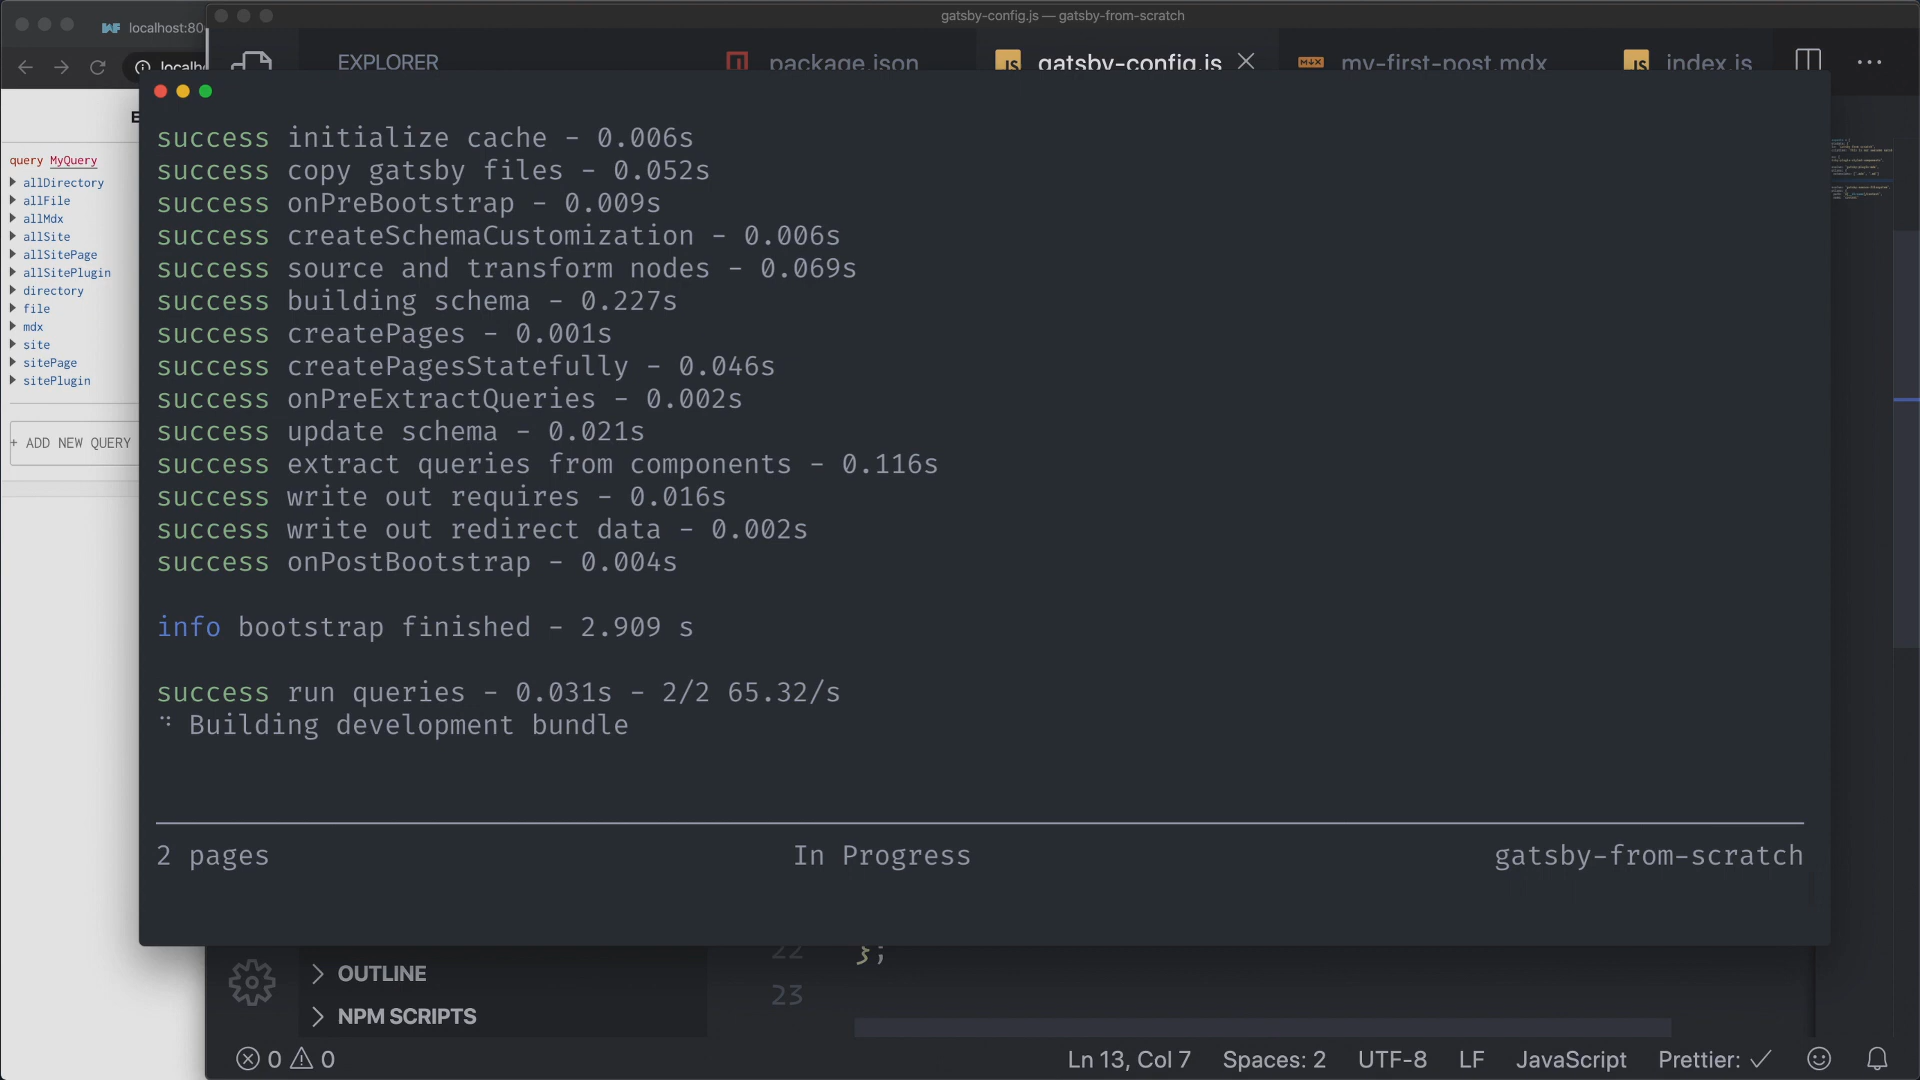 gatsby-config.js — gatsby-from-scratch
localhost:80
localh
EXPLORER
package.json
gatsby-config.js
my-first-post.mdx
index.js
query MyQuery
allDirectory
allFile
allMdx
allSite
allSitePage
allSitePlugin
directory
file
mdx
site
sitePage
sitePlugin
+ ADD NEW QUERY
success initialize cache - 0.006s
success copy gatsby files - 0.052s
success onPreBootstrap - 0.009s
success createSchemaCustomization - 0.006s
success source and transform nodes - 0.069s
success building schema - 0.227s
success createPages - 0.001s
success createPagesStatefully - 0.046s
success onPreExtractQueries - 0.002s
success update schema - 0.021s
success extract queries from components - 0.116s
success write out requires - 0.016s
success write out redirect data - 0.002s
success onPostBootstrap - 0.004s
info bootstrap finished - 2.909 s
success run queries - 0.031s - 2/2 65.32/s
Building development bundle
2 pages
In Progress
gatsby-from-scratch
22 };
23
OUTLINE
NPM SCRIPTS
0 0
Ln 13, Col 7
Spaces: 2
UTF-8
LF
JavaScript
Prettier: ✓